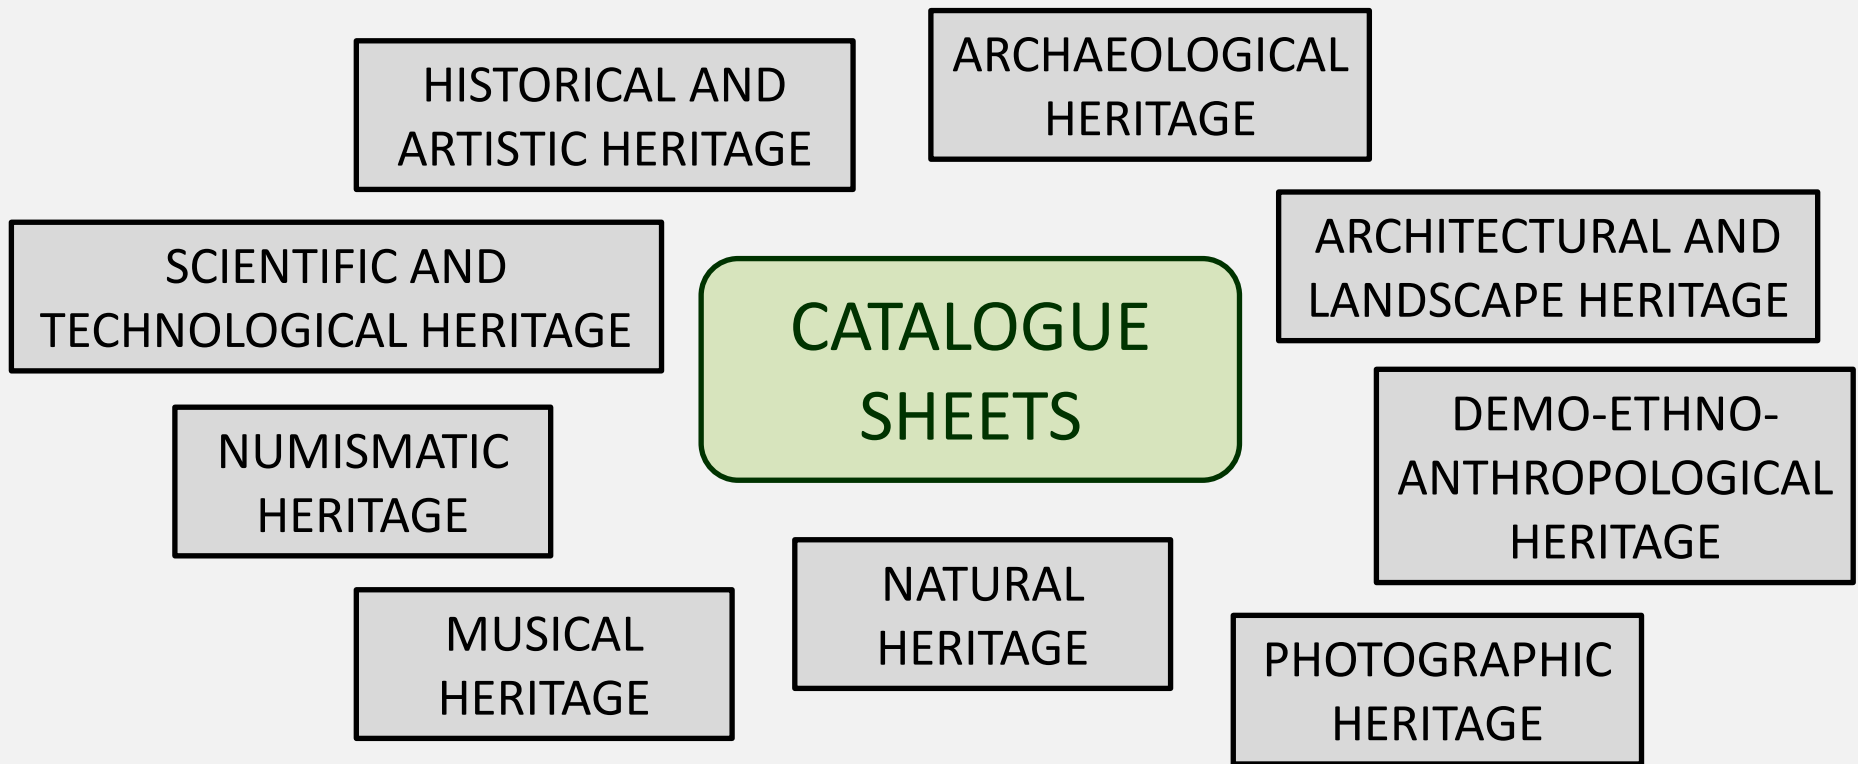 HISTORICAL AND
ARTISTIC HERITAGE
ARCHAEOLOGICAL
HERITAGE
SCIENTIFIC AND
TECHNOLOGICAL HERITAGE
CATALOGUE
SHEETS
ARCHITECTURAL AND
LANDSCAPE HERITAGE
NUMISMATIC
HERITAGE
DEMO-ETHNO-
ANTHROPOLOGICAL
HERITAGE
MUSICAL
HERITAGE
NATURAL
HERITAGE
PHOTOGRAPHIC
HERITAGE